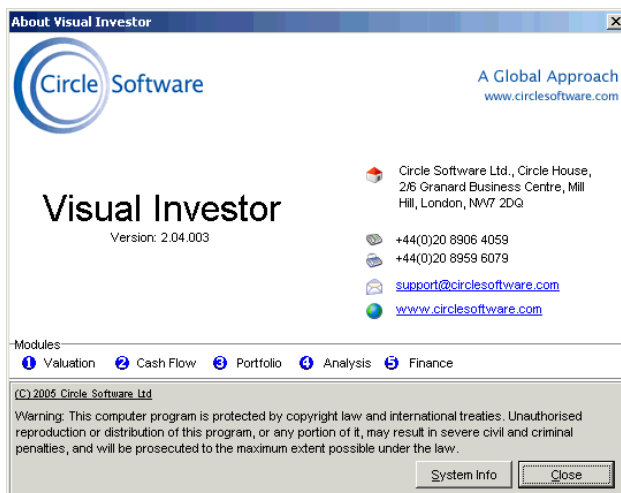 About Visual Investor
Circle Software
A Global Approach
www.circlesoftware.com
Visual Investor
Version: 2.04.003
Circle Software Ltd., Circle House,
2/6 Granard Business Centre, Mill
Hill, London, NW7 2DQ
+44(0)20 8906 4059
+44(0)20 8959 6079
support@circlesoftware.com
www.circlesoftware.com
Modules
1 Valuation 2 Cash Flow 3 Portfolio 4 Analysis 5 Finance
(C) 2005 Circle Software Ltd
Warning: This computer program is protected by copyright law and international treaties. Unauthorised
reproduction or distribution of this program, or any portion of it, may result in severe civil and criminal
penalties, and will be prosecuted to the maximum extent possible under the law.
System Info Close